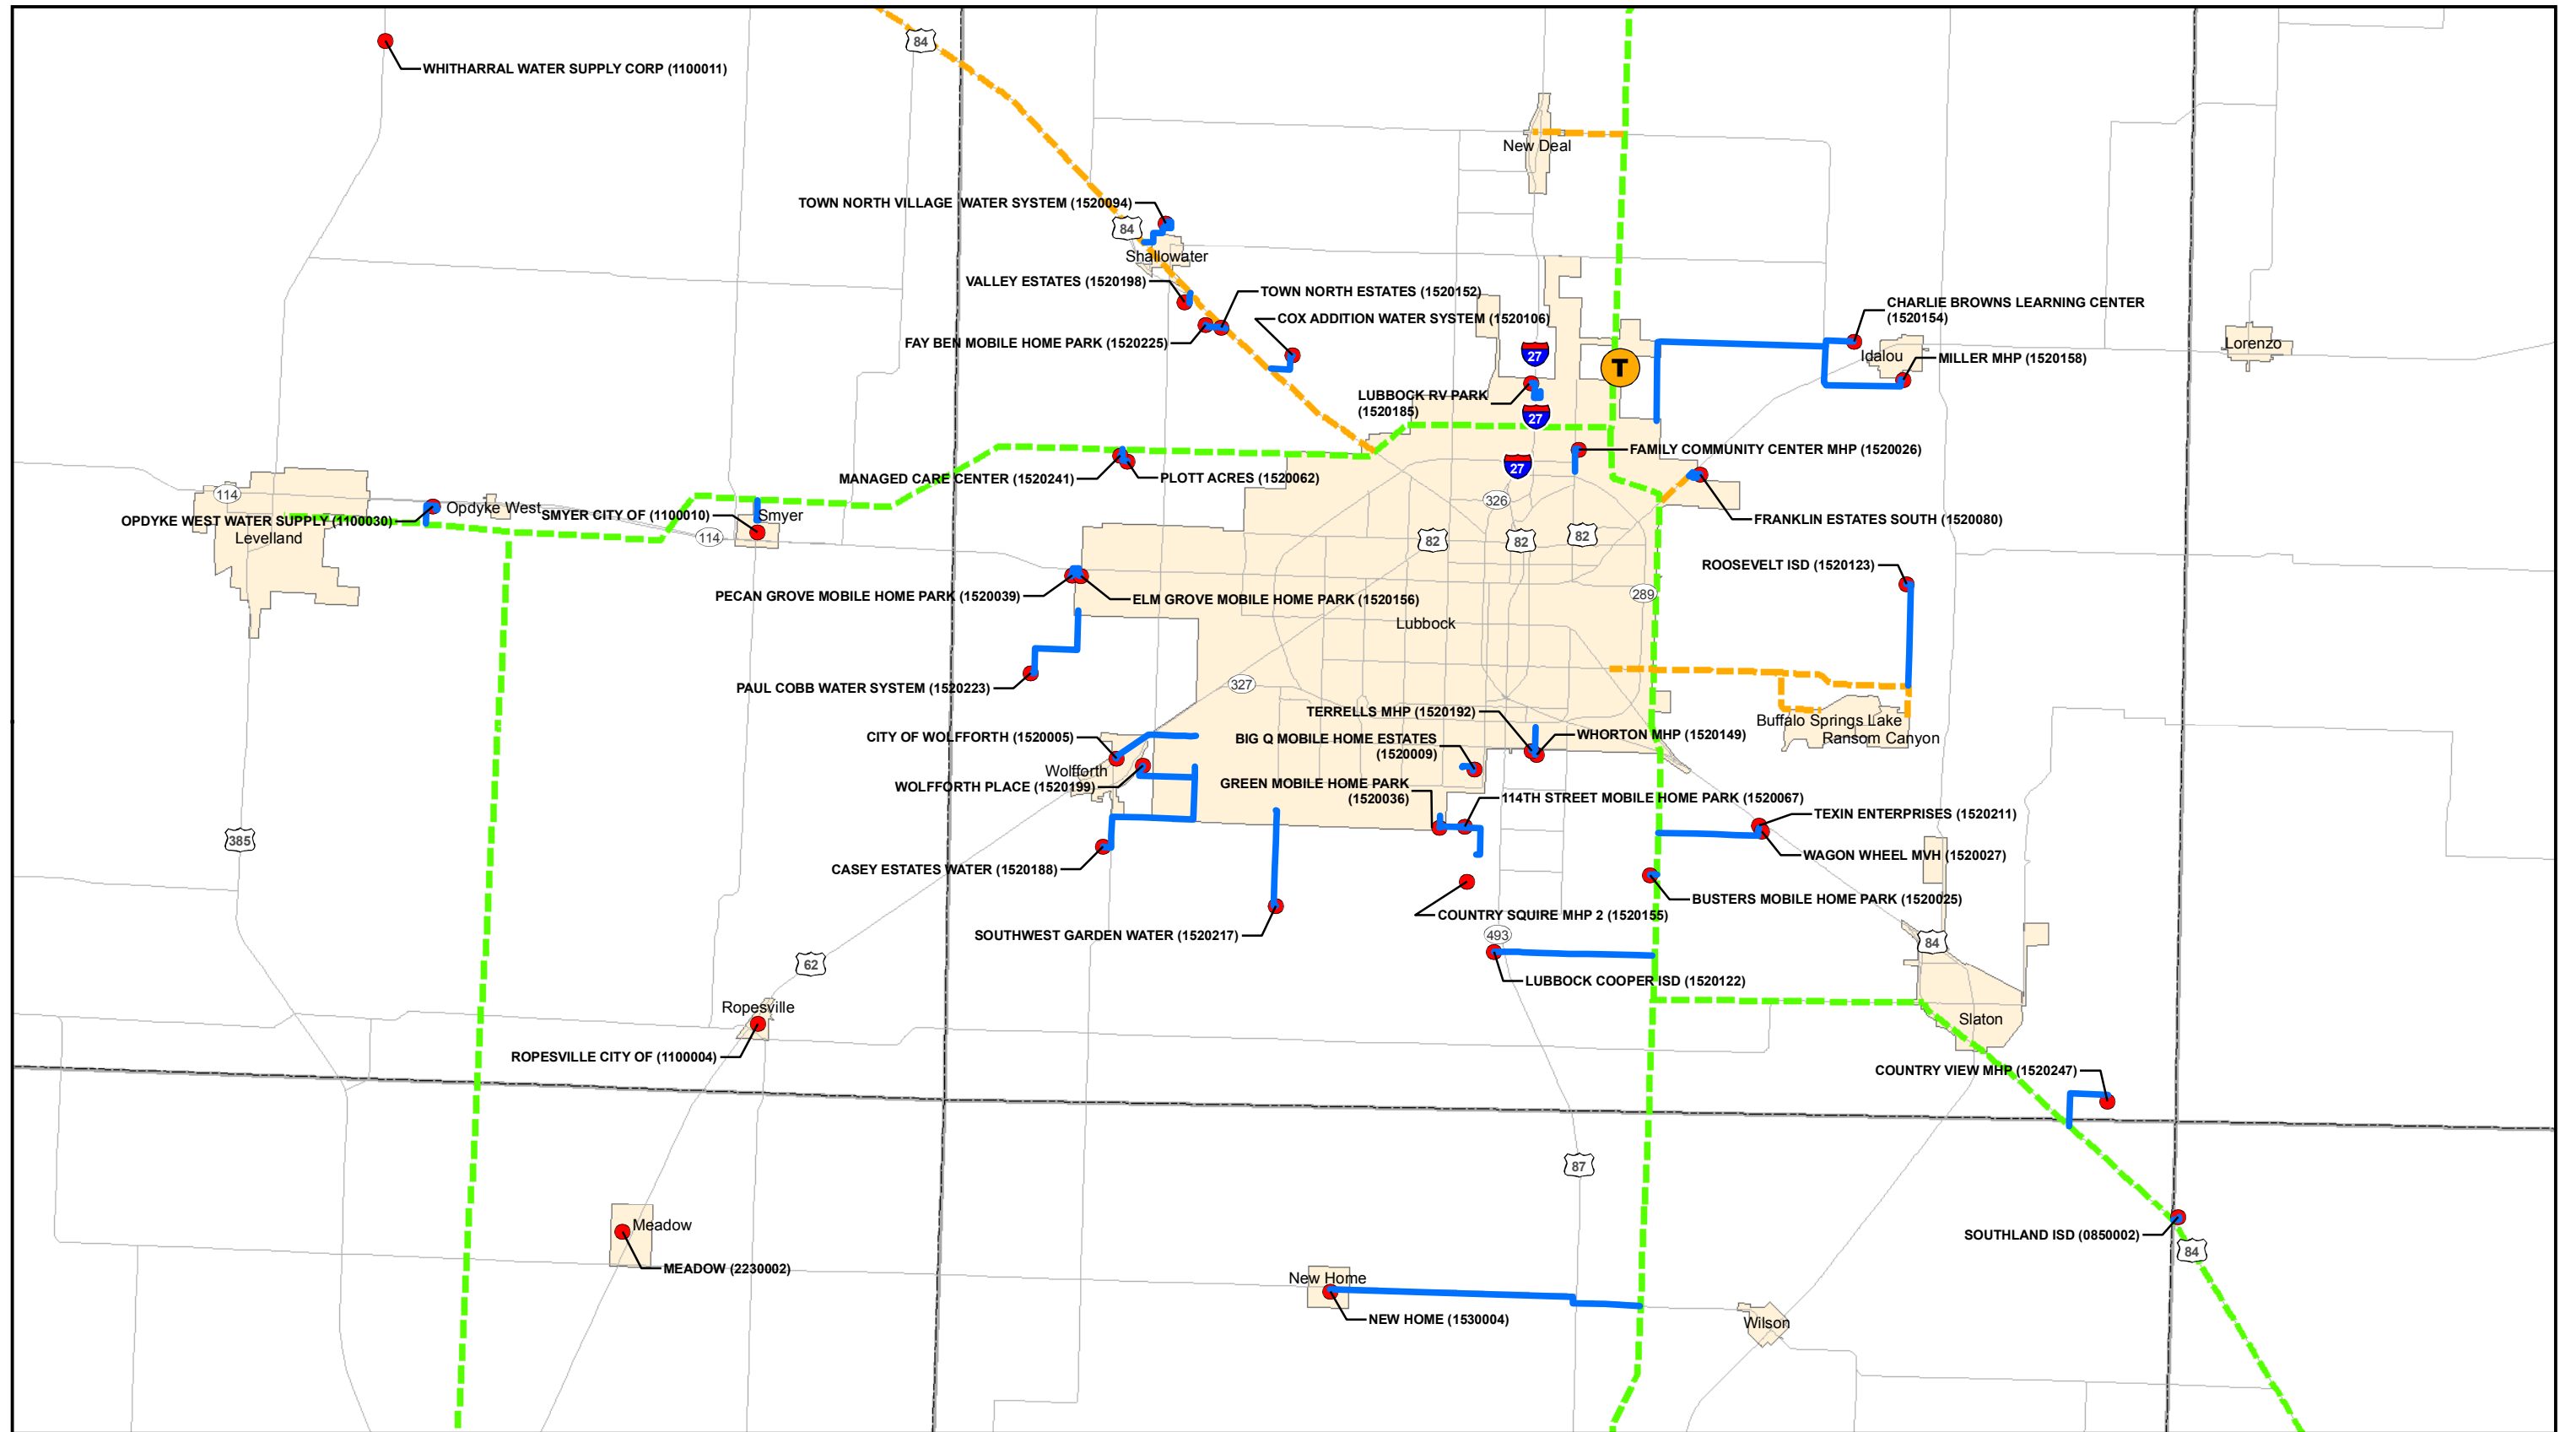 84
WHITHARRAL WATER SUPPLY CORP (1100011)
New Deal
TOWN NORTH VILLAGE WATER SYSTEM (1520094)
84
Shallowater
VALLEY ESTATES (1520198)
TOWN NORTH ESTATES (1520152)
CHARLIE BROWNS LEARNING CENTER
(1520154)
COX ADDITION WATER SYSTEM (1520106)
FAY BEN MOBILE HOME PARK (1520225)
27
T
Idalou
Lorenzo
MILLER MHP (1520158)
LUBBOCK RV PARK
(1520185)
27
FAMILY COMMUNITY CENTER MHP (1520026)
27
MANAGED CARE CENTER (1520241)
PLOTT ACRES (1520062)
114
326
Opdyke West
SMYER CITY OF (1100010)
Smyer
OPDYKE WEST WATER SUPPLY (1100030)
FRANKLIN ESTATES SOUTH (1520080)
Levelland
114
82
82
82
ROOSEVELT ISD (1520123)
PECAN GROVE MOBILE HOME PARK (1520039)
ELM GROVE MOBILE HOME PARK (1520156)
289
Lubbock
PAUL COBB WATER SYSTEM (1520223)
327
TERRELLS MHP (1520192)
Buffalo Springs Lake
Ransom Canyon
CITY OF WOLFFORTH (1520005)
BIG Q MOBILE HOME ESTATES
(1520009)
WHORTON MHP (1520149)
Wolfforth
WOLFFORTH PLACE (1520199)
GREEN MOBILE HOME PARK
(1520036)
114TH STREET MOBILE HOME PARK (1520067)
TEXIN ENTERPRISES (1520211)
385
WAGON WHEEL MVH (1520027)
CASEY ESTATES WATER (1520188)
BUSTERS MOBILE HOME PARK (1520025)
COUNTRY SQUIRE MHP 2 (1520155)
SOUTHWEST GARDEN WATER (1520217)
493
84
62
LUBBOCK COOPER ISD (1520122)
Ropesville
Slaton
ROPESVILLE CITY OF (1100004)
COUNTRY VIEW MHP (1520247)
87
Meadow
SOUTHLAND ISD (0850002)
84
MEADOW (2230002)
New Home
NEW HOME (1530004)
Wilson